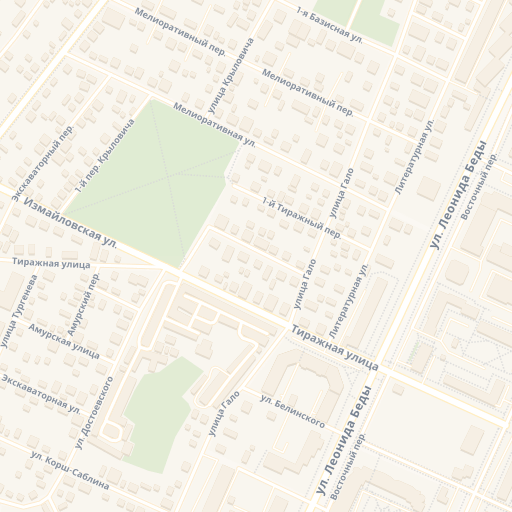 1-я Базисная ул.
Мелиоративный пер.
улица Крыловича
Мелиоративный пер.
Мелиоративная ул.
Литературная ул.
ул. Леонида Беды
Восточный пер.
Экскаваторный пер.
1-й пер. Крыловича
улица Гало
1-й Тиражный пер.
Измайловская ул.
Тиражная улица
улица Тургенева
Амурский пер.
улица Гало
Литературная ул.
Тиражная улица
Амурская улица
Экскаваторная ул.
ул. Достоевского
улица Гало
ул. Белинского
ул. Леонида Беды
Восточный пер.
ул. Корш-Саблина